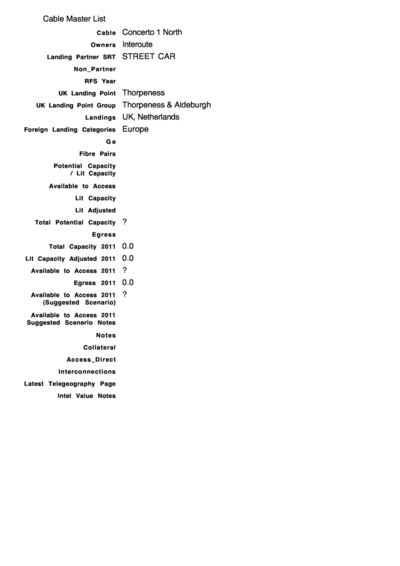 Cable Master List
Cable Concerto 1 North
Owners Interoute
Landing Partner SRT STREET CAR
Non_Partner
RFS Year
UK Landing Point Thorpeness
UK Landing Point Group Thorpeness & Aldeburgh
Landings UK, Netherlands
Foreign Landing Categories Europe
Ge
Fibre Pairs
Potential Capacity
/ Lit Capacity
Available to Access
Lit Capacity
Lit Adjusted
Total Potential Capacity ?
Egress
Total Capacity 2011 0.0
Lit Capacity Adjusted 2011 0.0
Available to Access 2011 ?
Egress 2011 0.0
Available to Access 2011 ?
(Suggested Scenario)
Available to Access 2011
Suggested Scenerio Notes
Notes
Collateral
Access_Direct
Interconnections
Latest Telegeography Page
Intel Value Notes